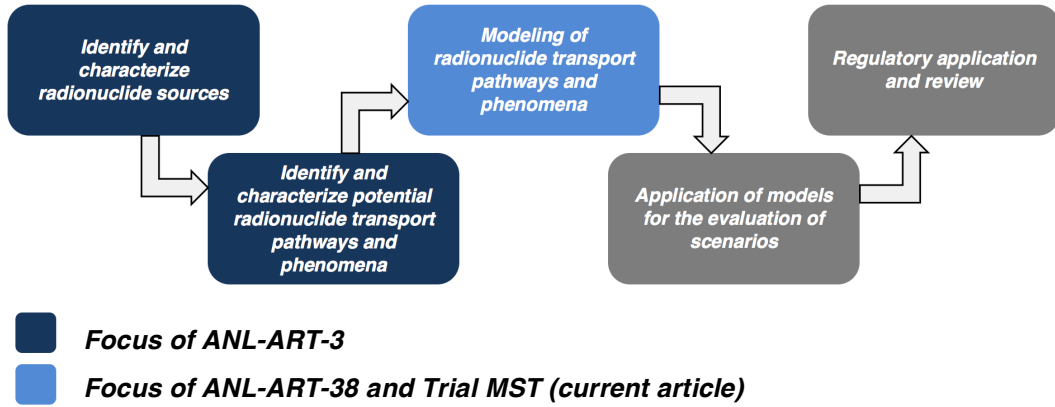 Identify and
characterize
radionuclide sources
Identify and
characterize potential
radionuclide transport
pathways and
phenomena
Modeling of
radionuclide transport
pathways and
phenomena
Application of models
for the evaluation of
scenarios
Regulatory application
and review
Focus of ANL-ART-3
Focus of ANL-ART-38 and Trial MST (current article)